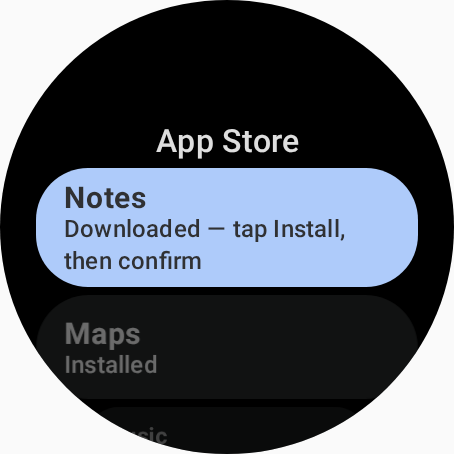 App Store
Notes
Downloaded — tap Install,
then confirm
Maps
Installed